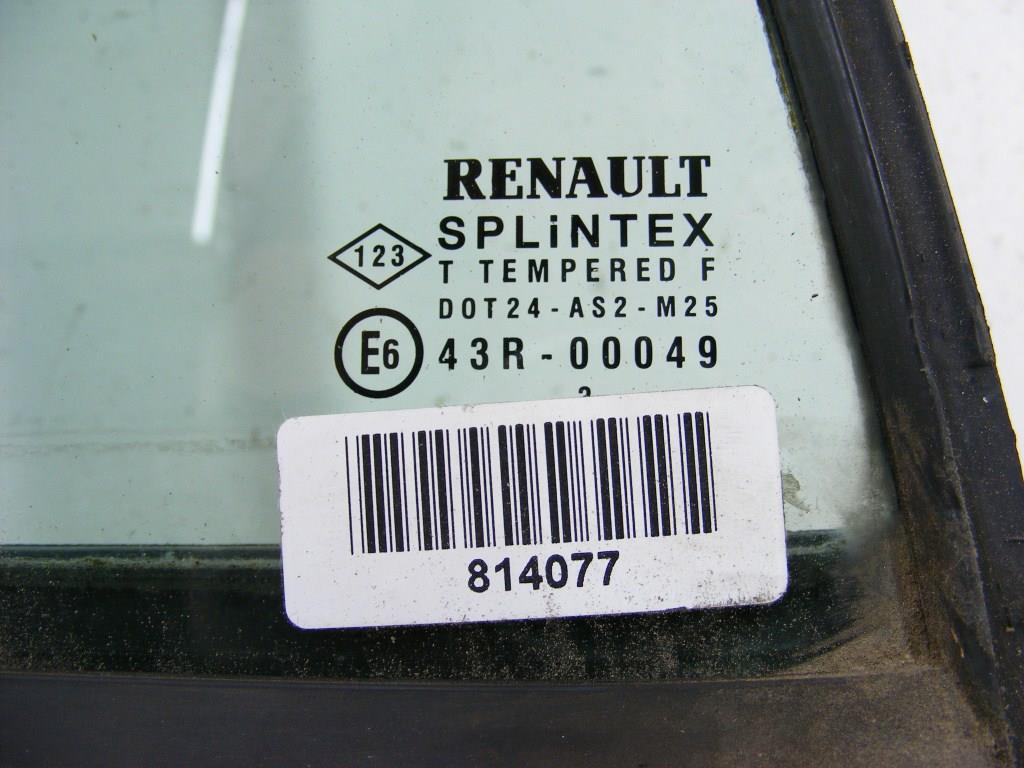 RENAULT
SPLiNTEX
123
T TEMPERED F
DOT24-AS2-M25
E6 43R-00049
814077